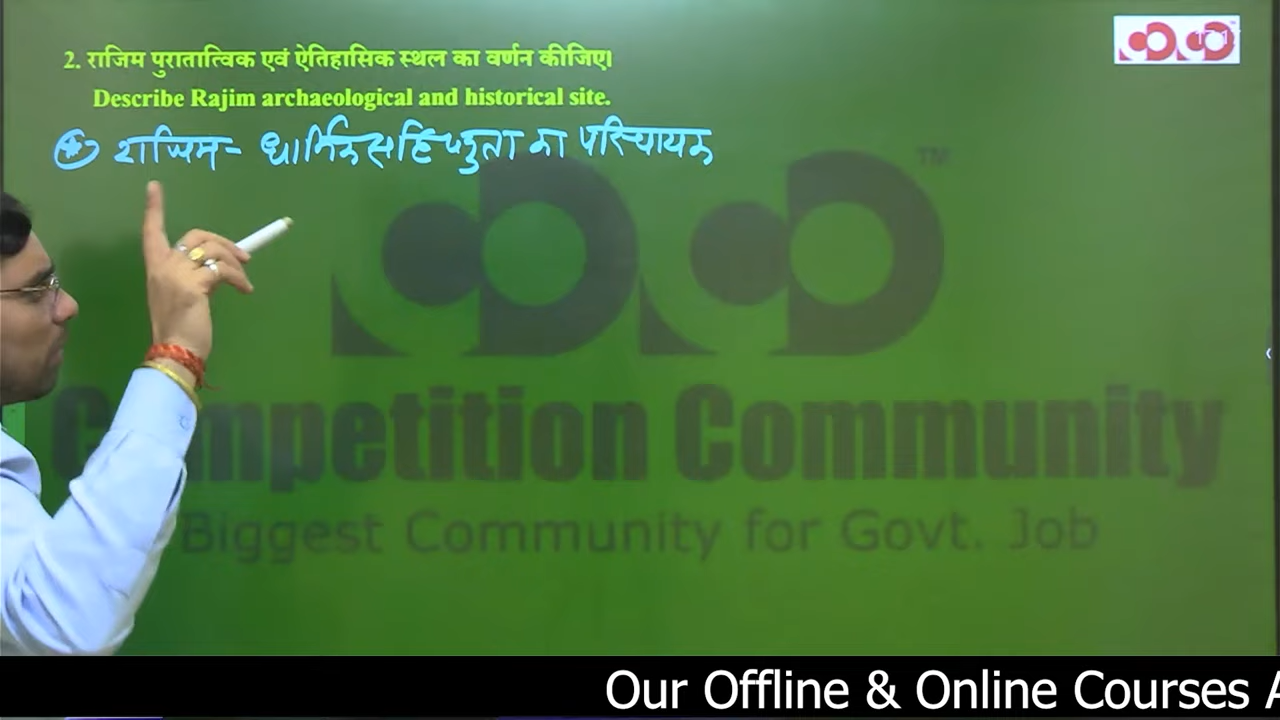 2. राजिम पुरातात्विक एवं ऐतिहासिक स्थल का वर्णन कीजिए।
Describe Rajim archaeological and historical site.
राजिम - धार्मिक सहिष्णुता का परिचायक
TM
Competition Community
Biggest Community for Govt. Job
Our Offline & Online Courses A